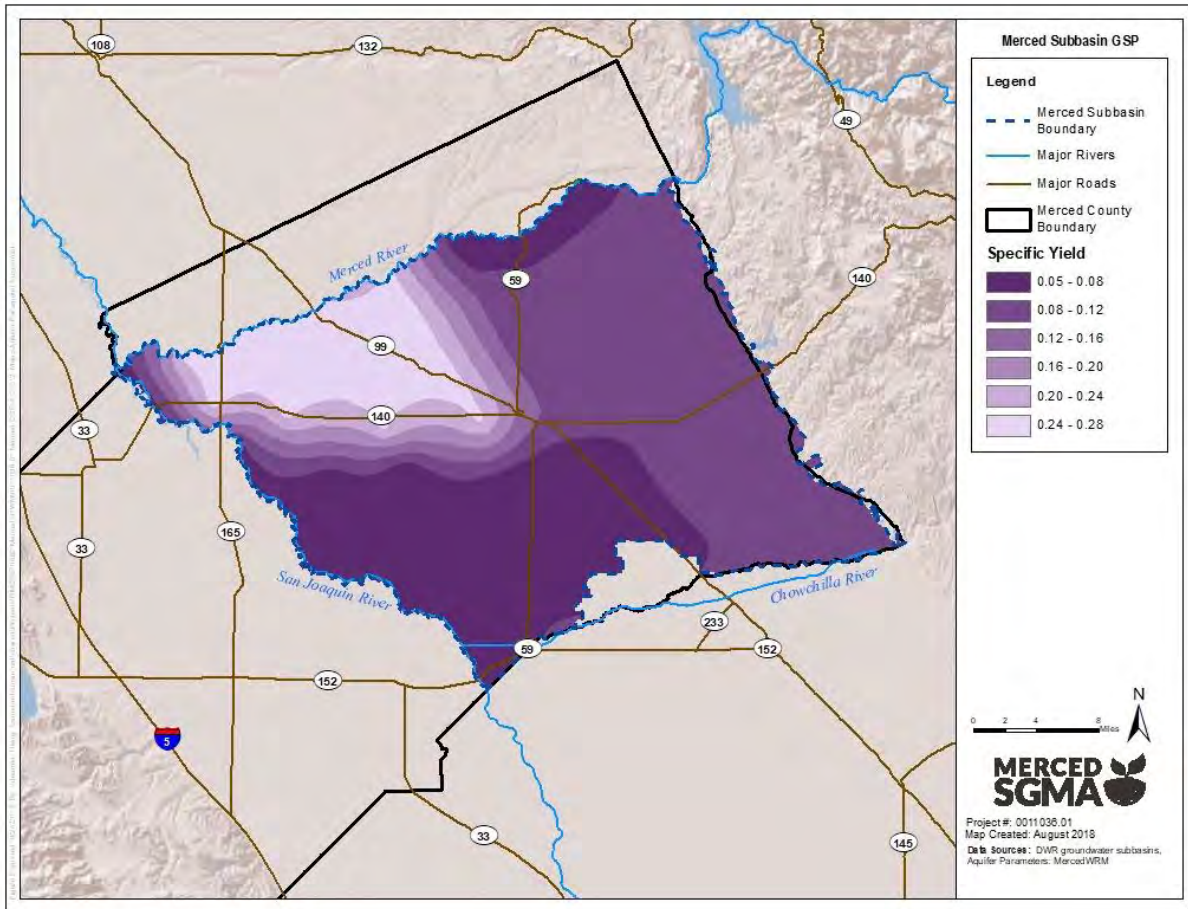 108
132
49
59
Merced River
99
140
140
33
165
33
San Joaquin River
Chowchilla River
233
59
152
152
5
33
145
Merced Subbasin GSP
Legend
Merced Subbasin
Boundary
Major Rivers
Major Roads
Merced County
Boundary
Specific Yield
0.05 - 0.08
0.08 - 0.12
0.12 - 0.16
0.16 - 0.20
0.20 - 0.24
0.24 - 0.28
N
0 2 4 8 Miles
MERCED
SGMA
Project #: 0011036.01
Map Created: August 2018
Data Sources: DWR groundwater subbasins,
Aquifer Parameters: MercedWRM